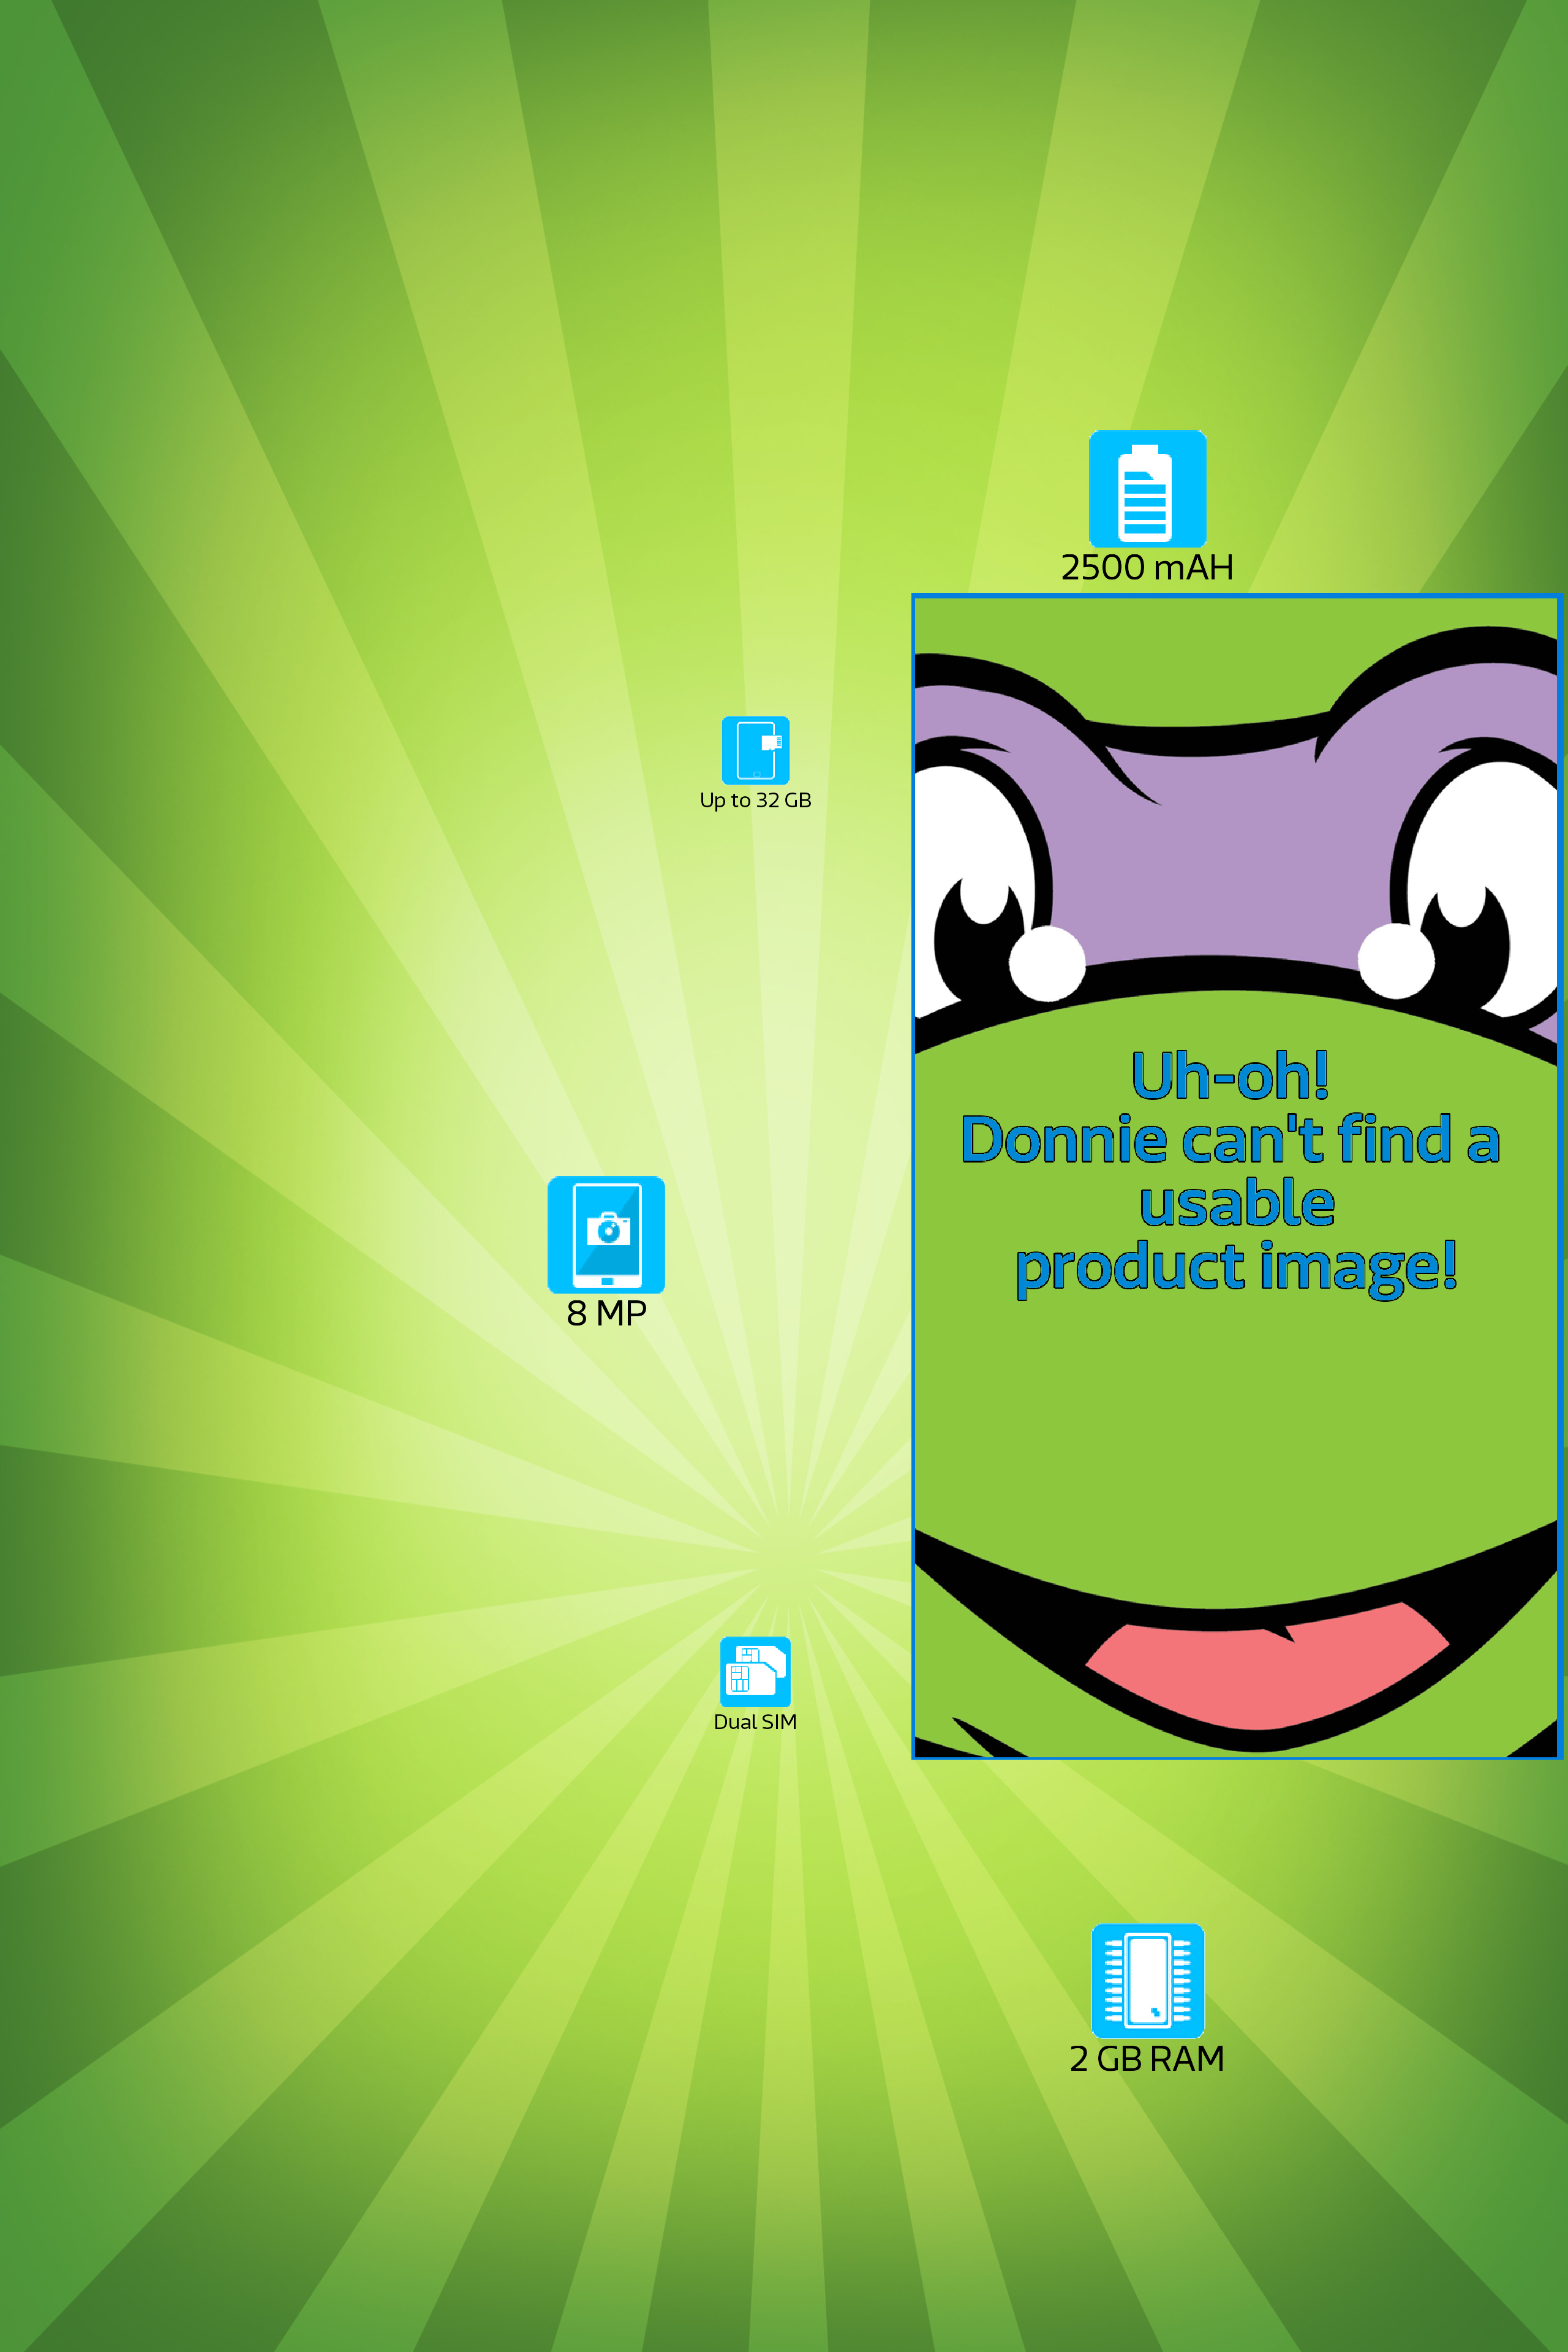 2500 mAH
Up to 32 GB
Uh-oh!
Donnie can't find a
usable
product image!
8 MP
Dual SIM
2 GB RAM